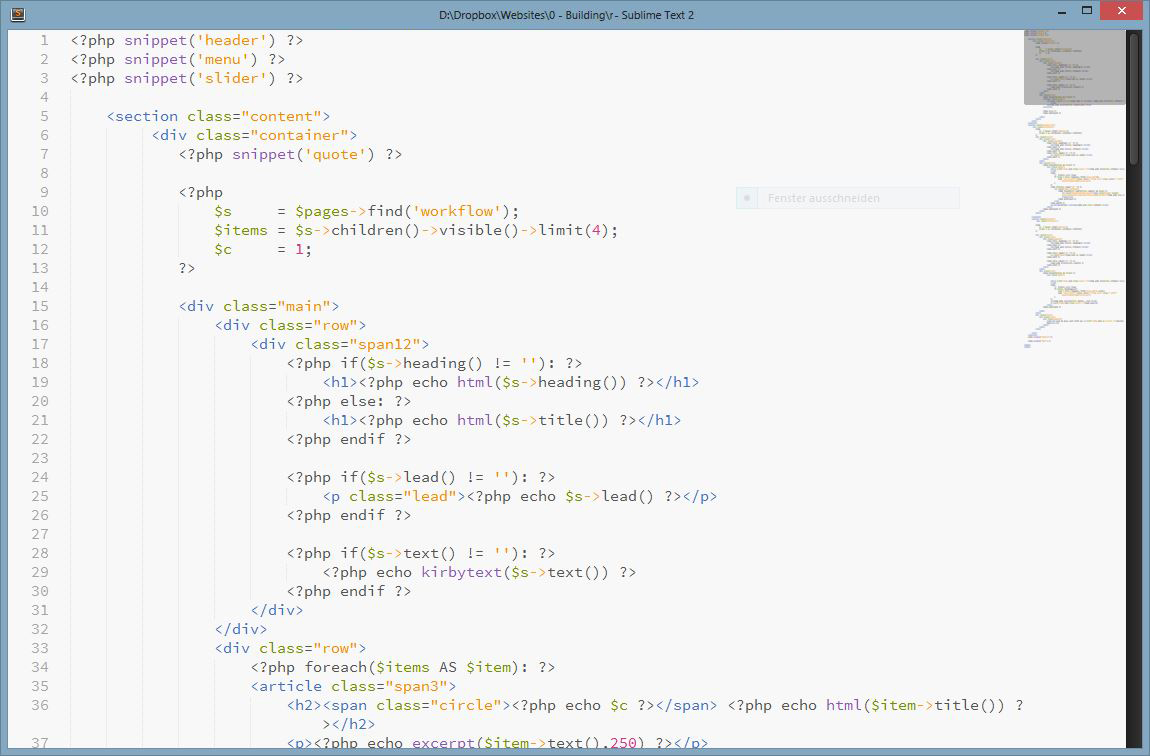 D:\Dropbox\Websites\0 - Building\r - Sublime Text 2
1 <?php snippet('header') ?>
2 <?php snippet('menu') ?>
3 <?php snippet('slider') ?>
4
5 <section class="content">
6 <div class="container">
7 <?php snippet('quote') ?>
8
9 <?php
10 $s = $pages->find('workflow');
11 $items = $s->children()->visible()->limit(4);
12 $c = 1;
13 ?>
14
15 <div class="main">
16 <div class="row">
17 <div class="span12">
18 <?php if($s->heading() != ''): ?>
19 <h1><?php echo html($s->heading()) ?></h1>
20 <?php else: ?>
21 <h1><?php echo html($s->title()) ?></h1>
22 <?php endif ?>
23
24 <?php if($s->lead() != ''): ?>
25 <p class="lead"><?php echo $s->lead() ?></p>
26 <?php endif ?>
27
28 <?php if($s->text() != ''): ?>
29 <?php echo kirbytext($s->text()) ?>
30 <?php endif ?>
31 </div>
32 </div>
33 <div class="row">
34 <?php foreach($items AS $item): ?>
35 <article class="span3">
36 <h2><span class="circle"><?php echo $c ?></span> <?php echo html($item->title()) ?
></h2>
37 <p><?php echo excerpt($item->text(),250) ?></p>
Fenster ausschneiden